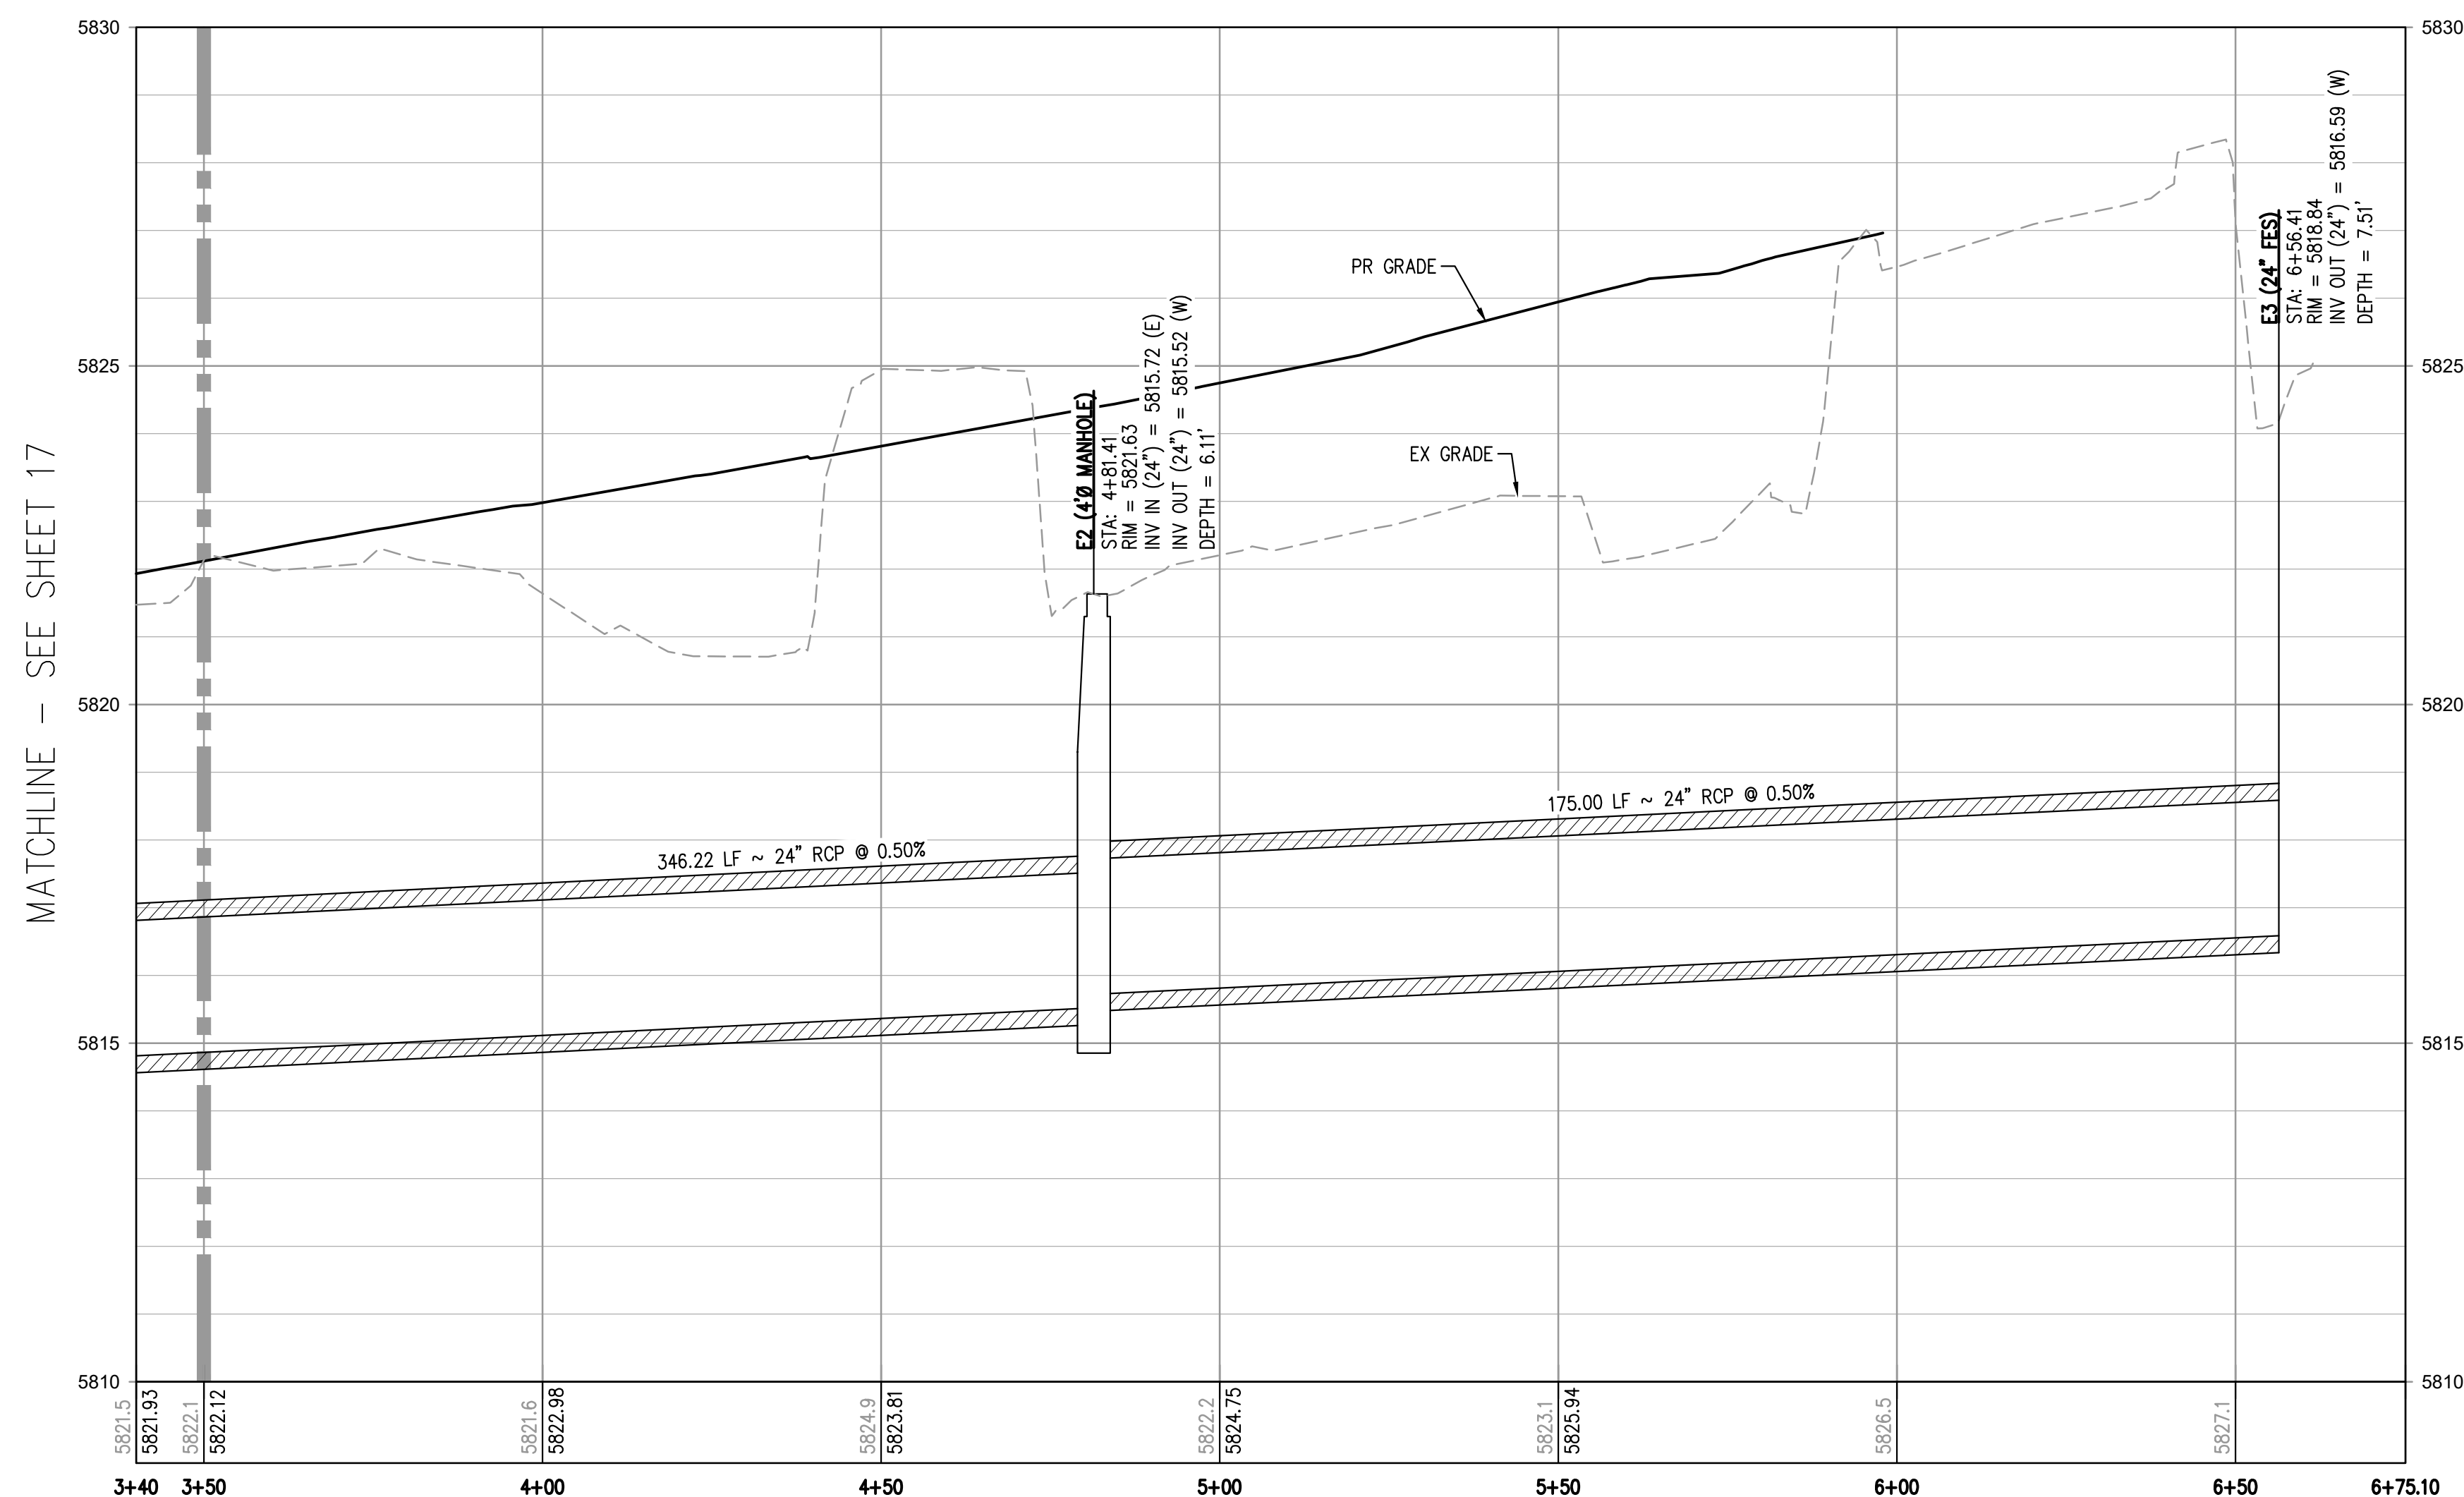 MATCHLINE - SEE SHEET 17
5830
5825
5820
5815
5810
5830
5825
5820
5815
5810
PR GRADE
EX GRADE
E2 (4'Ø MANHOLE)
STA: 4+81.41
RIM = 5821.63
INV IN (24") = 5815.72 (E)
INV OUT (24") = 5815.52 (W)
DEPTH = 6.11'
E3 (24" FES)
STA: 6+56.41
RIM = 5818.84
INV OUT (24") = 5816.59 (W)
DEPTH = 7.51'
346.22 LF ~ 24" RCP @ 0.50%
175.00 LF ~ 24" RCP @ 0.50%
5821.5
5821.93
5822.1
5822.12
5821.6
5822.98
5824.9
5823.81
5822.2
5824.75
5823.1
5825.94
5826.5
5827.1
3+40
3+50
4+00
4+50
5+00
5+50
6+00
6+50
6+75.10